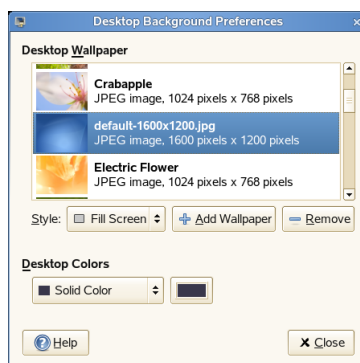 Desktop Background Preferences
Desktop Wallpaper
Crabapple
JPEG image, 1024 pixels x 768 pixels
default-1600x1200.jpg
JPEG image, 1600 pixels x 1200 pixels
Electric Flower
JPEG image, 1024 pixels x 768 pixels
Style: Fill Screen Add Wallpaper Remove
Desktop Colors
Solid Color
Help Close